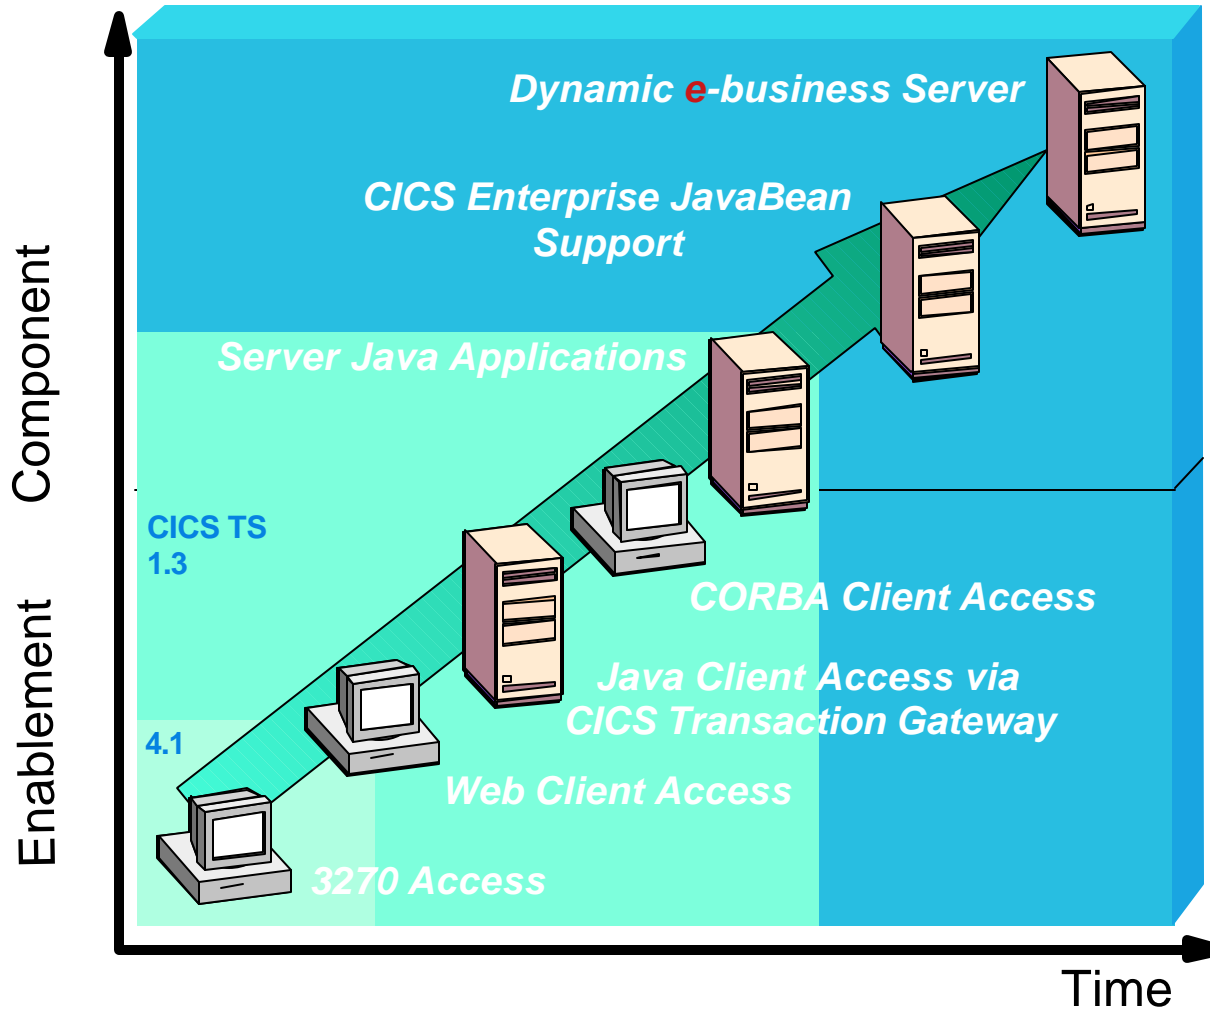 Dynamic e-business Server
CICS Enterprise JavaBean
Support
Server Java Applications
Component
CICS TS
1.3
CORBA Client Access
Java Client Access via
CICS Transaction Gateway
Enablement
4.1
Web Client Access
3270 Access
Time